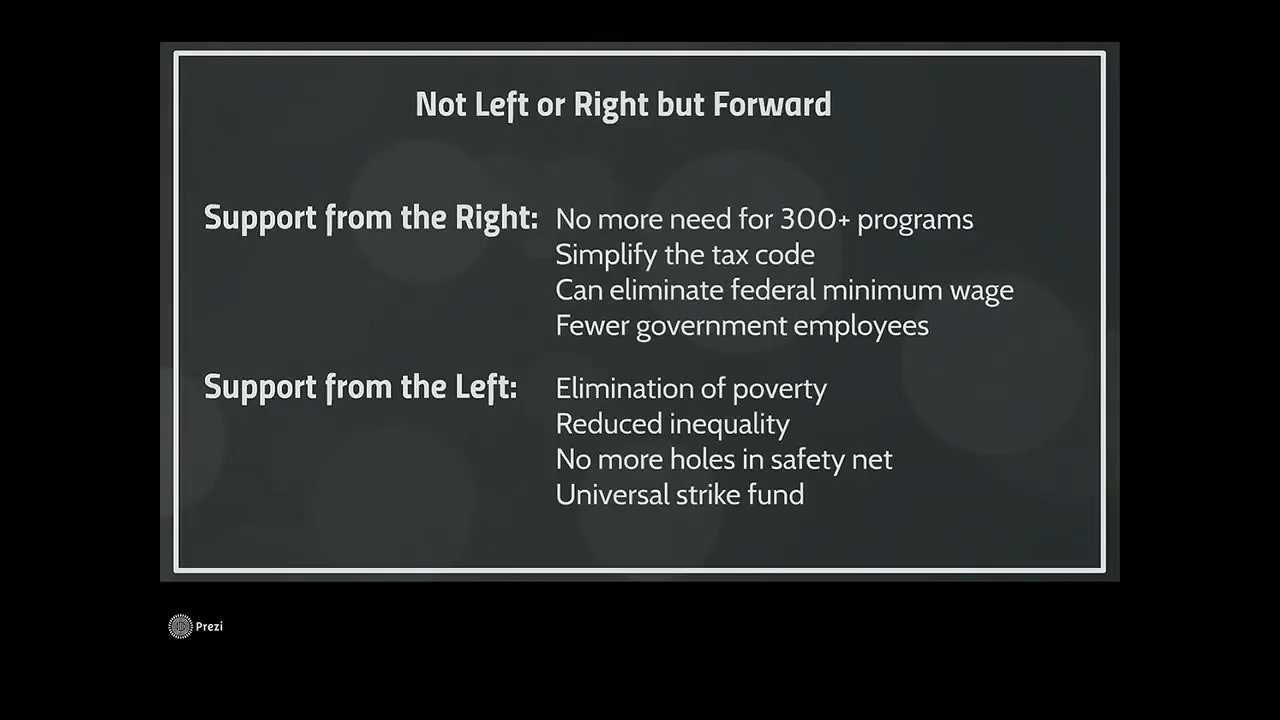 Not Left or Right but Forward
Support from the Right: No more need for 300+ programs
Simplify the tax code
Can eliminate federal minimum wage
Fewer government employees
Support from the Left: Elimination of poverty
Reduced inequality
No more holes in safety net
Universal strike fund
Prezi